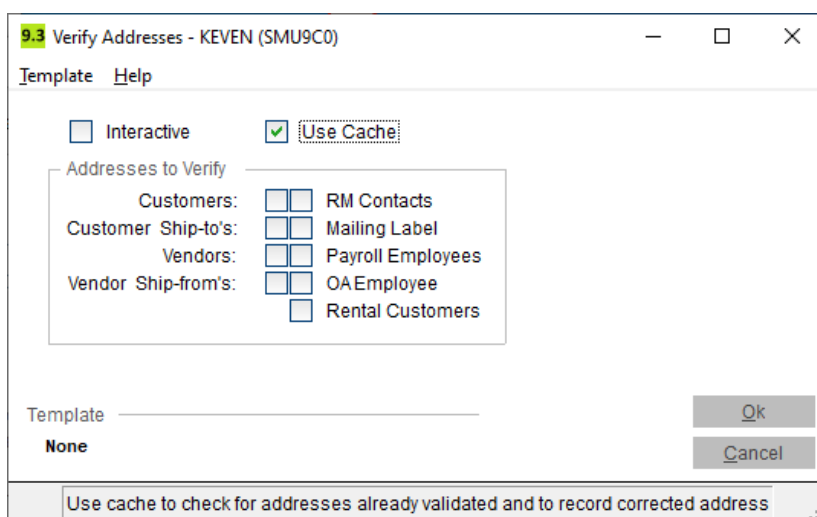 9.3 Verify Addresses - KEVEN (SMU9C0)
Template Help
Interactive Use Cache
Addresses to Verify
Customers: RM Contacts
Customer Ship-to's: Mailing Label
Vendors: Payroll Employees
Vendor Ship-from's: OA Employee
Rental Customers
Template
Ok
None
Cancel
Use cache to check for addresses already validated and to record corrected address